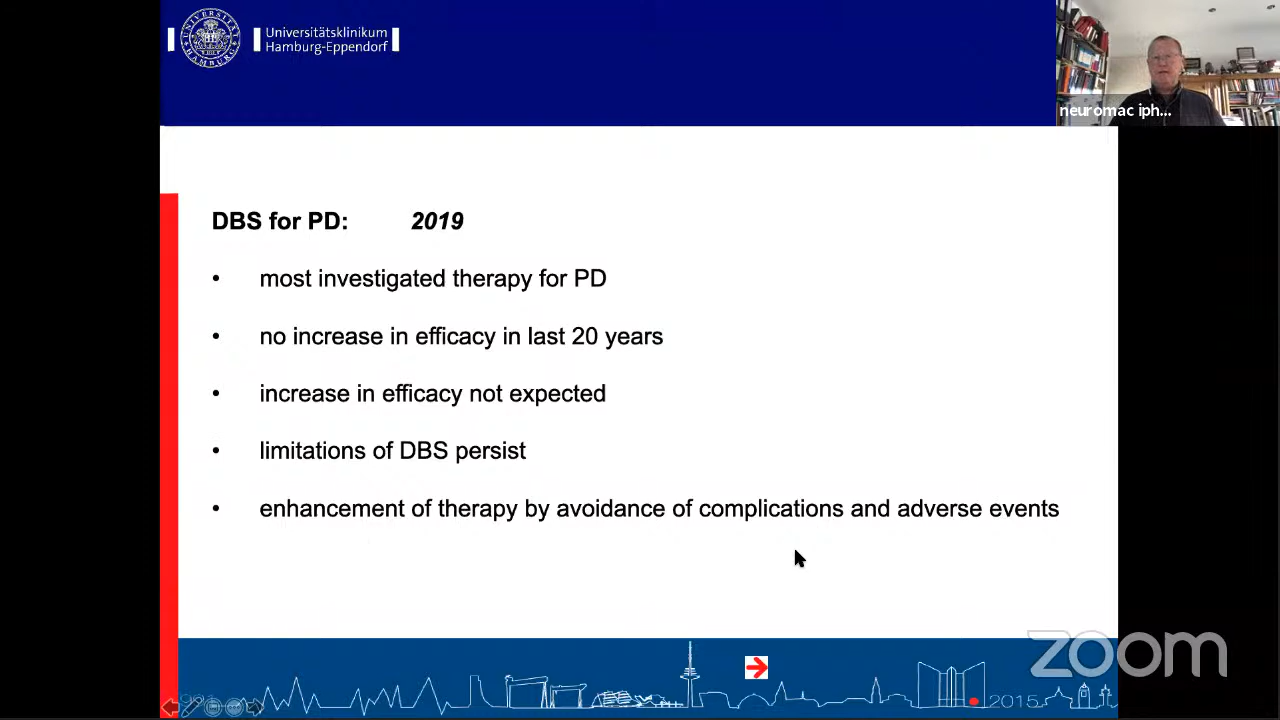 UNIVERSITÄT
HAMBURG
Universitätsklinikum
Hamburg-Eppendorf
neuromac iph...
DBS for PD: 2019
• most investigated therapy for PD
• no increase in efficacy in last 20 years
• increase in efficacy not expected
• limitations of DBS persist
• enhancement of therapy by avoidance of complications and adverse events
2015
zoom